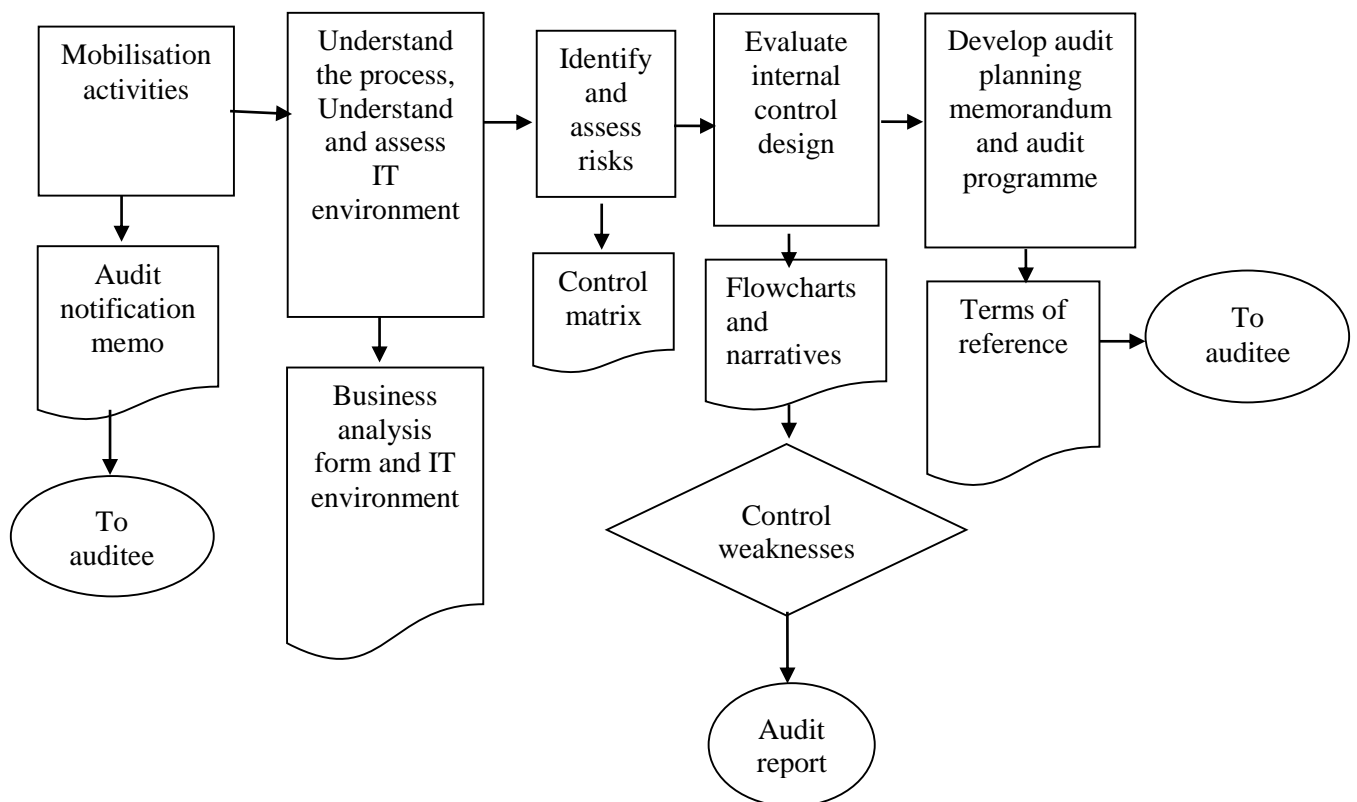 Mobilisation
activities
Understand
the process,
Understand
and assess
IT
environment
Identify
and
assess
risks
Evaluate
internal
control
design
Develop audit
planning
memorandum
and audit
programme
Audit
notification
memo
Business
analysis
form and IT
environment
Control
matrix
Flowcharts
and
narratives
Terms of
reference
To
auditee
To
auditee
Control
weaknesses
Audit
report